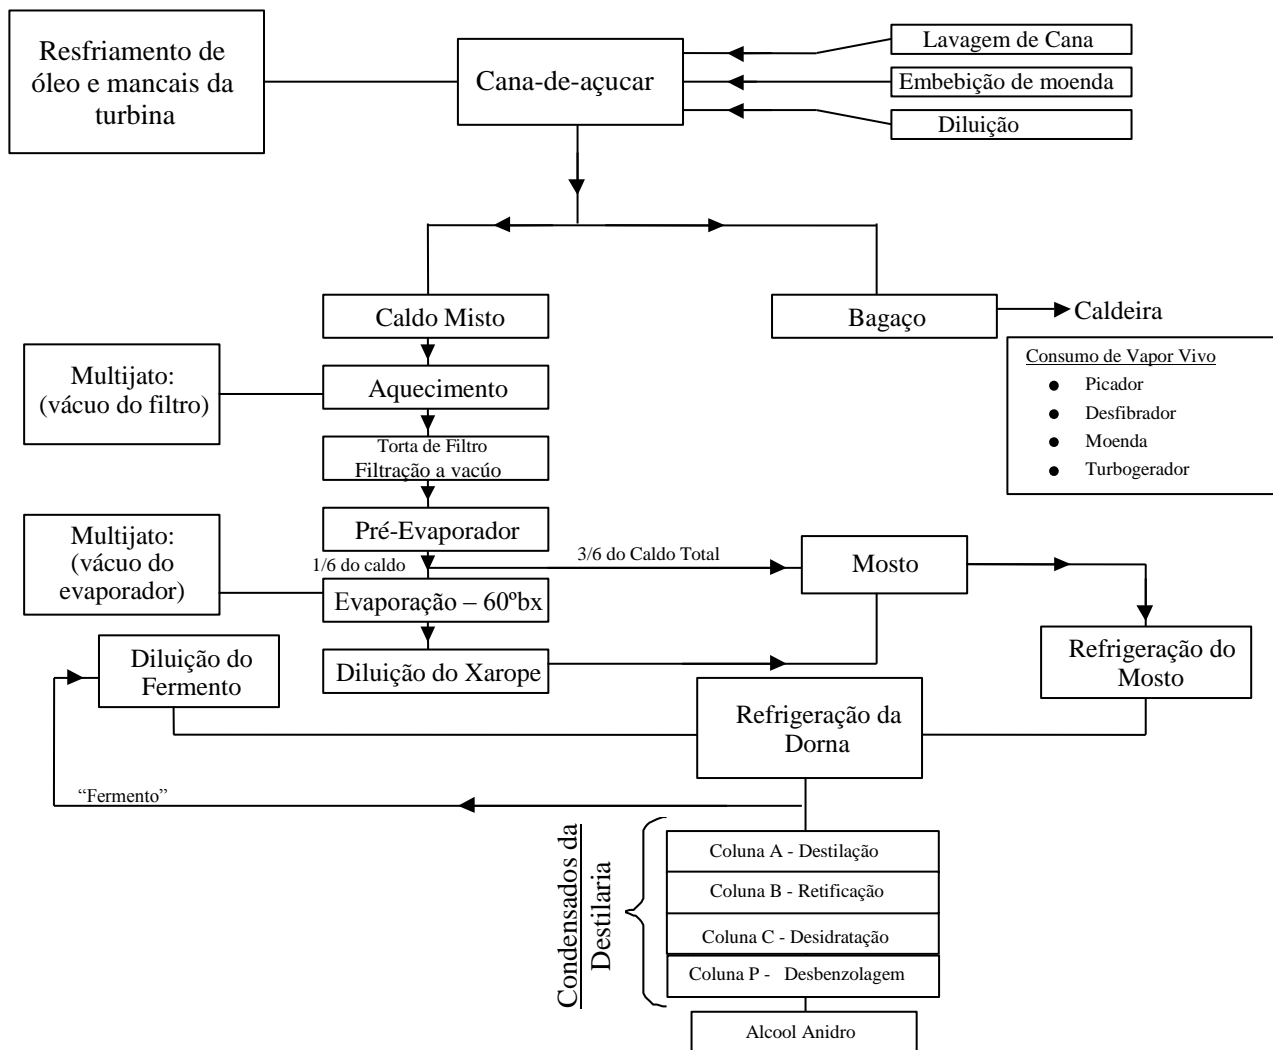 Resfriamento de
óleo e mancais da
turbina
Cana-de-açucar
Lavagem de Cana
Embebição de moenda
Diluição
Caldo Misto
Bagaço
Caldeira
Consumo de Vapor Vivo
● Picador
● Desfibrador
● Moenda
● Turbogerador
Multijato:
(vácuo do filtro)
Aquecimento
Torta de Filtro
Filtração a vacúo
Pré-Evaporador
Multijato:
(vácuo do
evaporador)
1/6 do caldo
3/6 do Caldo Total
Mosto
Evaporação – 60ºbx
Diluição do Xarope
Refrigeração do
Mosto
Diluição do
Fermento
Refrigeração da
Dorna
“Fermento”
Condensados da
Destilaria
Coluna A - Destilação
Coluna B - Retificação
Coluna C - Desidratação
Coluna P - Desbenzolagem
Alcool Anidro